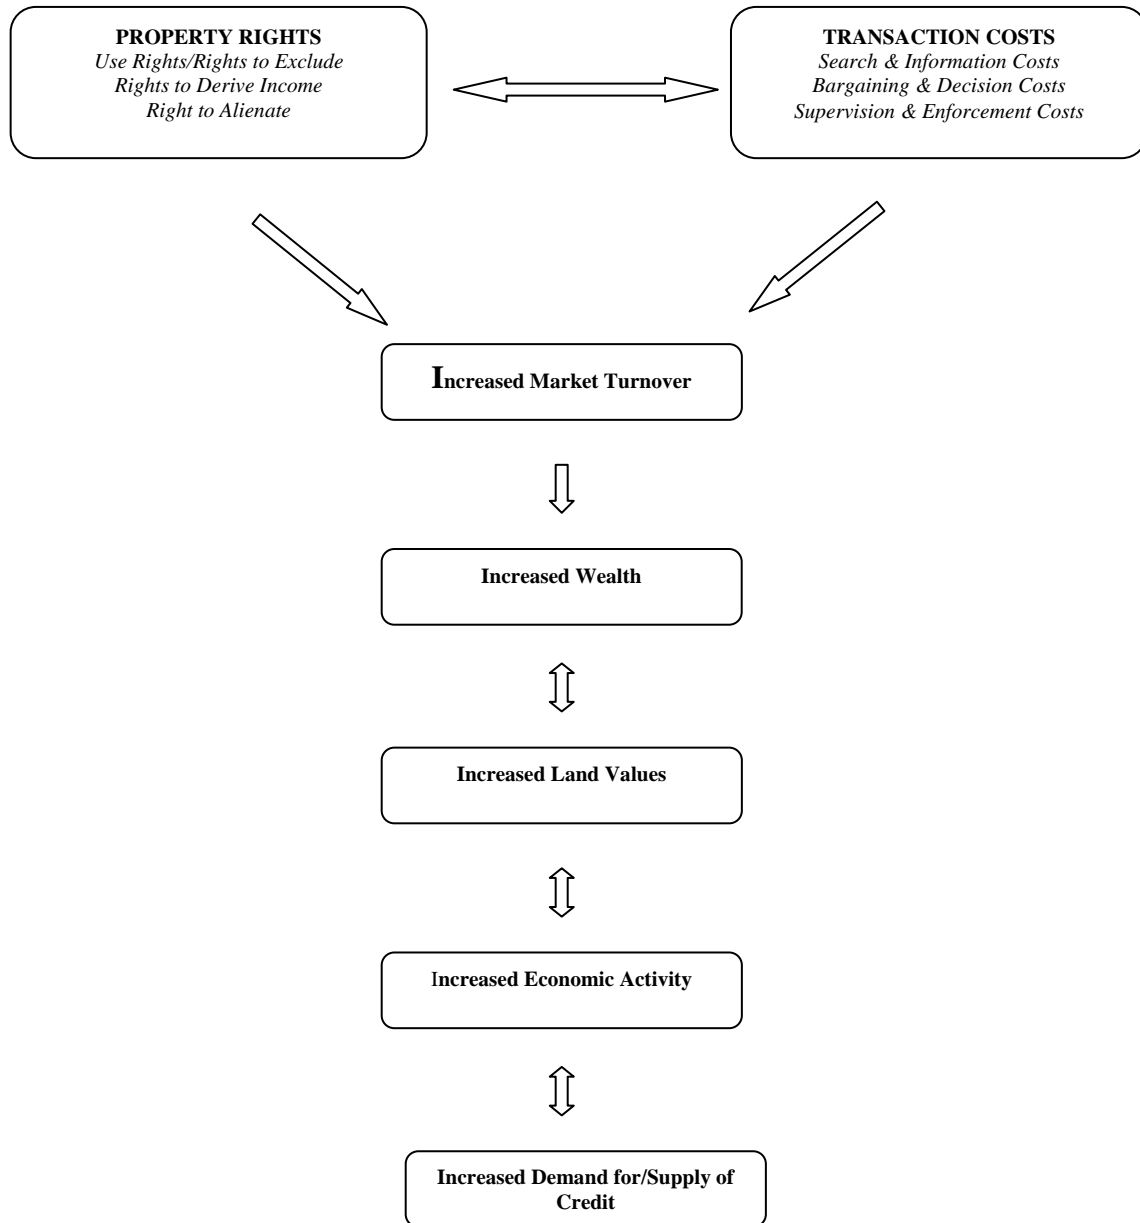 PROPERTY RIGHTS
Use Rights/Rights to Exclude
Rights to Derive Income
Right to Alienate
TRANSACTION COSTS
Search & Information Costs
Bargaining & Decision Costs
Supervision & Enforcement Costs
Increased Market Turnover
Increased Wealth
Increased Land Values
Increased Economic Activity
Increased Demand for/Supply of
Credit